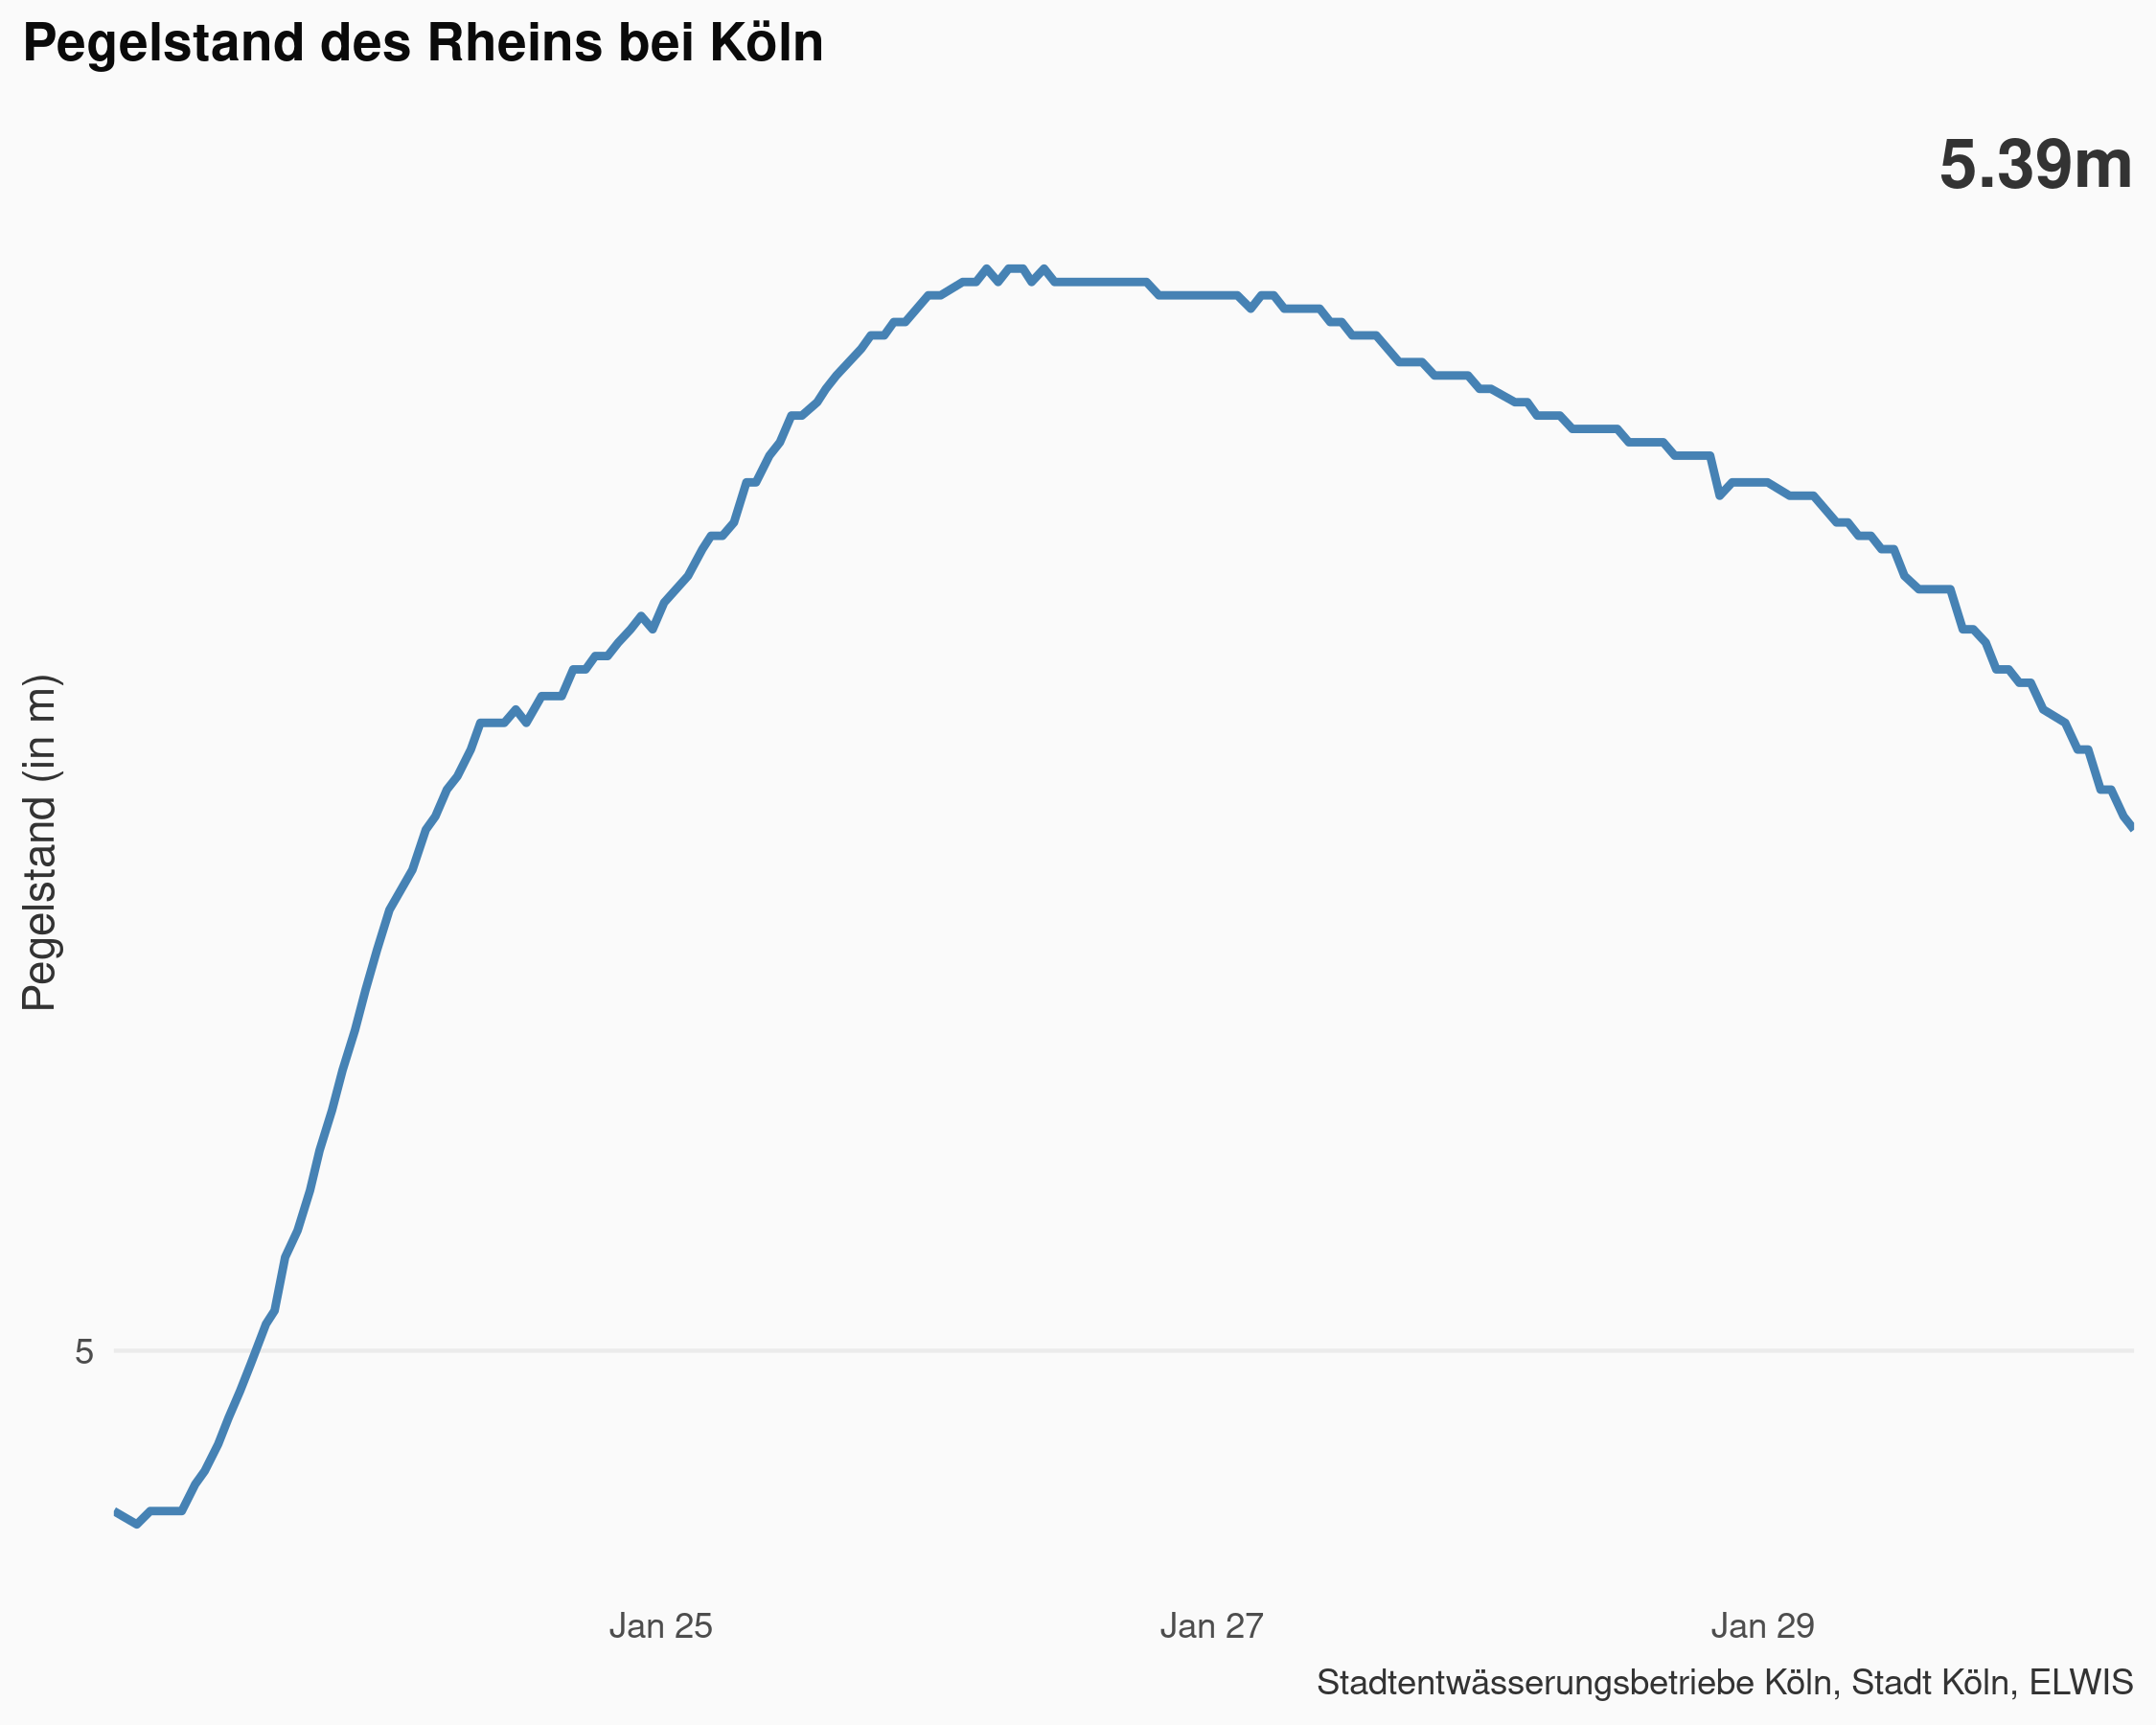 Pegelstand des Rheins bei Köln
5.39m
Pegelstand (in m)
5
Jan 25
Jan 27
Jan 29
Stadtentwässerungsbetriebe Köln, Stadt Köln, ELWIS